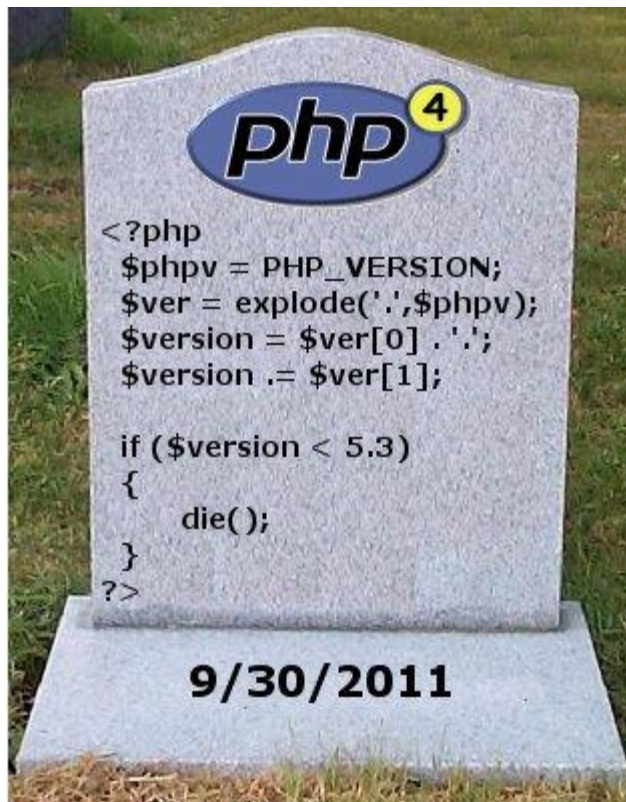 php 4
<?php
$phpv = PHP_VERSION;
$ver = explode('.',$phpv);
$version = $ver[0] . '.';
$version .= $ver[1];
if ($version < 5.3)
{
die();
}
?>
9/30/2011